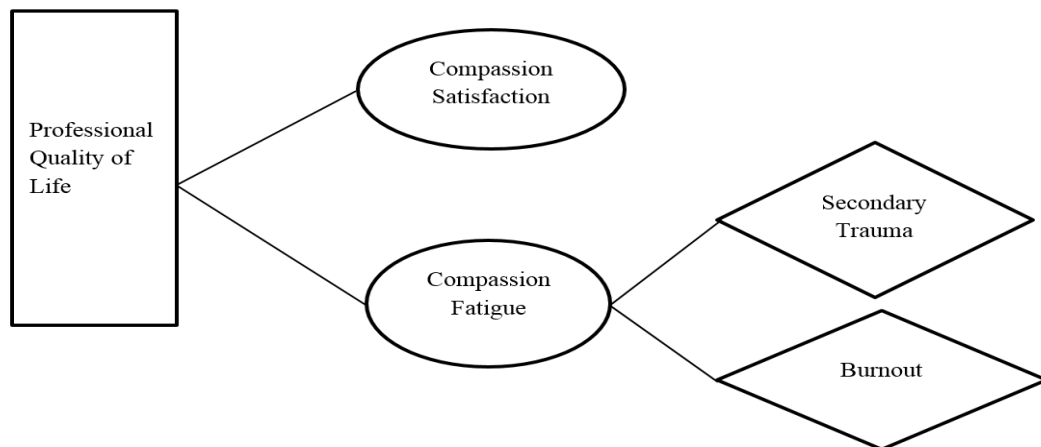 Professional
Quality of
Life
Compassion
Satisfaction
Compassion
Fatigue
Secondary
Trauma
Burnout